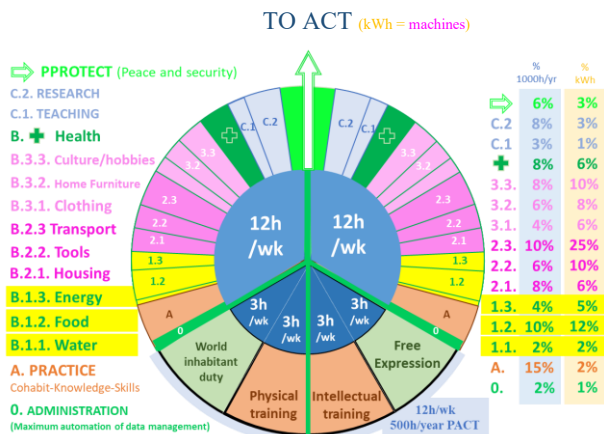 TO ACT (kWh = machines)
PPROTECT (Peace and security)
C.2. RESEARCH
C.1. TEACHING
B. Health
B.3.3. Culture/hobbies
B.3.2. Home Furniture
B.3.1. Clothing
B.2.3 Transport
B.2.2. Tools
B.2.1. Housing
B.1.3. Energy
B.1.2. Food
B.1.1. Water
A. PRACTICE
Cohabit-Knowledge-Skills
0. ADMINISTRATION
(Maximum automation of data management)
C.1
C.2
C.2
C.1
3.3
3.2
2.3
2.2
2.1
1.3
1.2
A
0
3.3
3.2
2.3
2.2
2.1
1.3
1.2
A
0
12h
/wk
12h
/wk
3h
/wk
3h
/wk
3h
/wk
3h
/wk
World
inhabitant
duty
Physical
training
Intellectual
training
Free
Expression
12h/wk
500h/year PACT
% %
1000h/yr kWh
6% 3%
C.2 8% 3%
C.1 3% 1%
8% 6%
3.3. 8% 10%
3.2. 6% 8%
3.1. 4% 6%
2.3. 10% 25%
2.2. 6% 10%
2.1. 8% 6%
1.3. 4% 5%
1.2. 10% 12%
1.1. 2% 2%
A. 15% 2%
0. 2% 1%